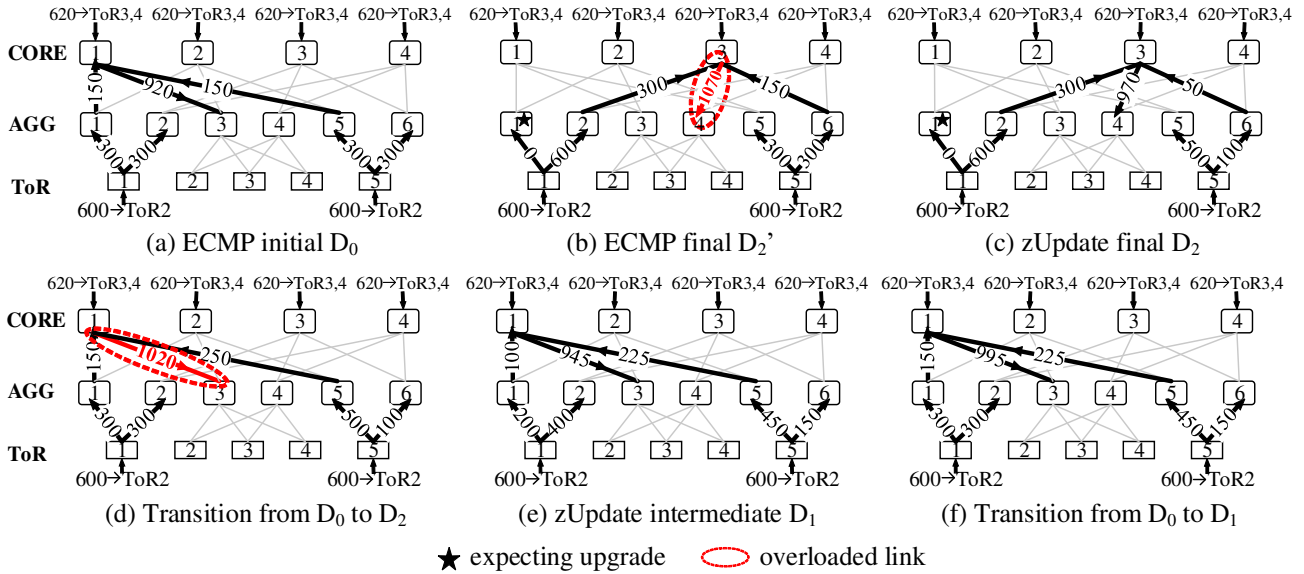 620→ToR3,4 620→ToR3,4 620→ToR3,4 620→ToR3,4
CORE 1 2 3 4
150 920 150
AGG 1 2 3 4 5 6
300 300 300 300
ToR 1 2 3 4 5
600→ToR2 600→ToR2
(a) ECMP initial D0
620→ToR3,4 620→ToR3,4 620→ToR3,4 620→ToR3,4
1 2 3 4
300 1070 150
1 2 3 4 5 6
0 600 300 300
1 2 3 4 5
600→ToR2 600→ToR2
(b) ECMP final D2’
620→ToR3,4 620→ToR3,4 620→ToR3,4 620→ToR3,4
1 2 3 4
300 970 50
1 2 3 4 5 6
0 600 500 100
1 2 3 4 5
600→ToR2 600→ToR2
(c) zUpdate final D2
620→ToR3,4 620→ToR3,4 620→ToR3,4 620→ToR3,4
CORE 1 2 3 4
150 1020 250
AGG 1 2 3 4 5 6
300 300 500 100
ToR 1 2 3 4 5
600→ToR2 600→ToR2
(d) Transition from D0 to D2
620→ToR3,4 620→ToR3,4 620→ToR3,4 620→ToR3,4
1 2 3 4
100 945 225
1 2 3 4 5 6
200 400 450 150
1 2 3 4 5
600→ToR2 600→ToR2
(e) zUpdate intermediate D1
620→ToR3,4 620→ToR3,4 620→ToR3,4 620→ToR3,4
1 2 3 4
150 995 225
1 2 3 4 5 6
300 300 450 150
1 2 3 4 5
600→ToR2 600→ToR2
(f) Transition from D0 to D1
★ expecting upgrade overloaded link